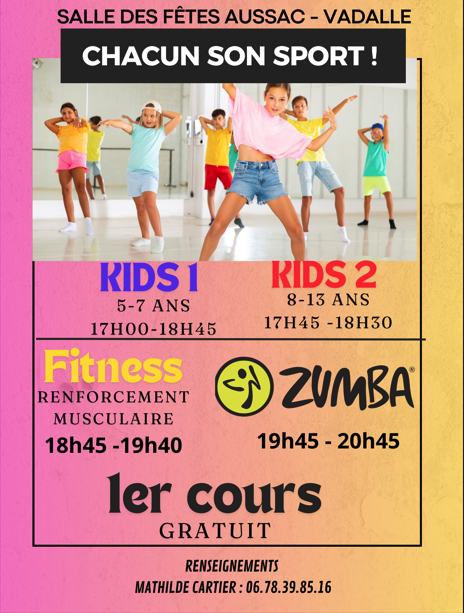 SALLE DES FÊTES AUSSAC - VADALLE
CHACUN SON SPORT !
KIDS 1
5-7 ANS
17H00-18H45
KIDS 2
8-13 ANS
17H45 -18H30
Fitness
RENFORCEMENT
MUSCULAIRE
18h45 -19h40
ZUMBA®
19h45 - 20h45
1er cours
GRATUIT
RENSEIGNEMENTS
MATHILDE CARTIER : 06.78.39.85.16